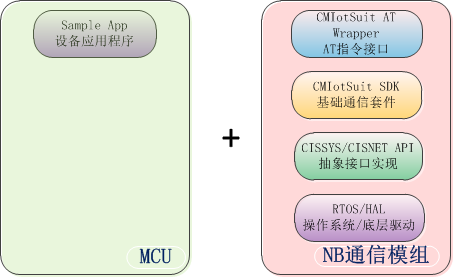 Sample App
设备应用程序
MCU
+
CMIotSuit AT
Wrapper
AT指令接口
CMIotSuit SDK
基础通信套件
CISSYS/CISNET API
抽象接口实现
RTOS/HAL
操作系统/底层驱动
NB通信模组